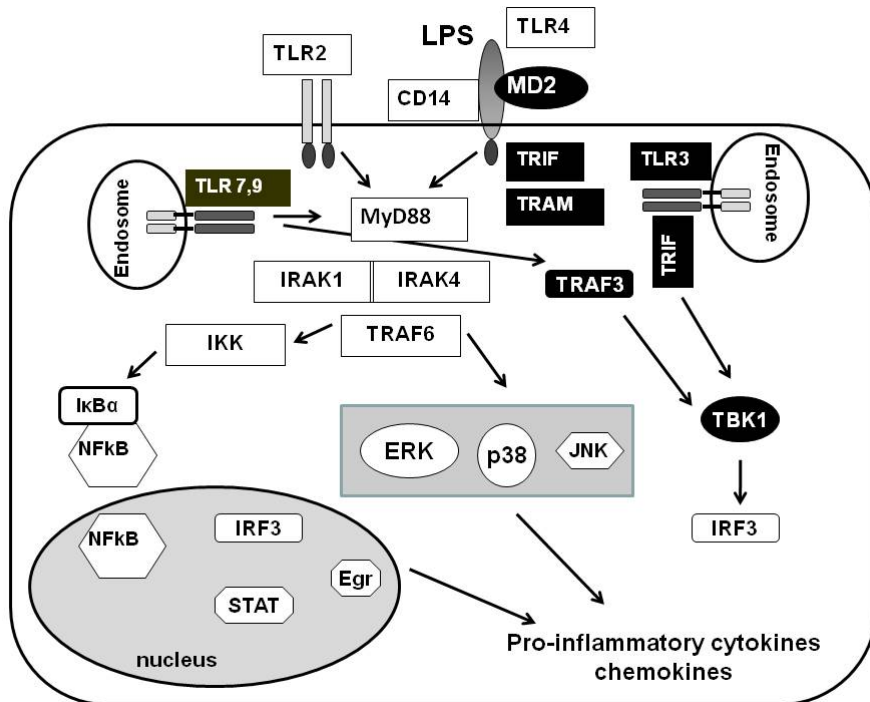 TLR4
LPS
TLR2
MD2
CD14
TRIF
TLR3
Endosome
TLR 7,9
Endosome
MyD88
TRAM
TRIF
IRAK1
IRAK4
TRAF3
TRAF6
IKK
IκBα
NFkB
ERK
p38
JNK
TBK1
NFkB
IRF3
IRF3
Egr
STAT
nucleus
Pro-inflammatory cytokines
chemokines